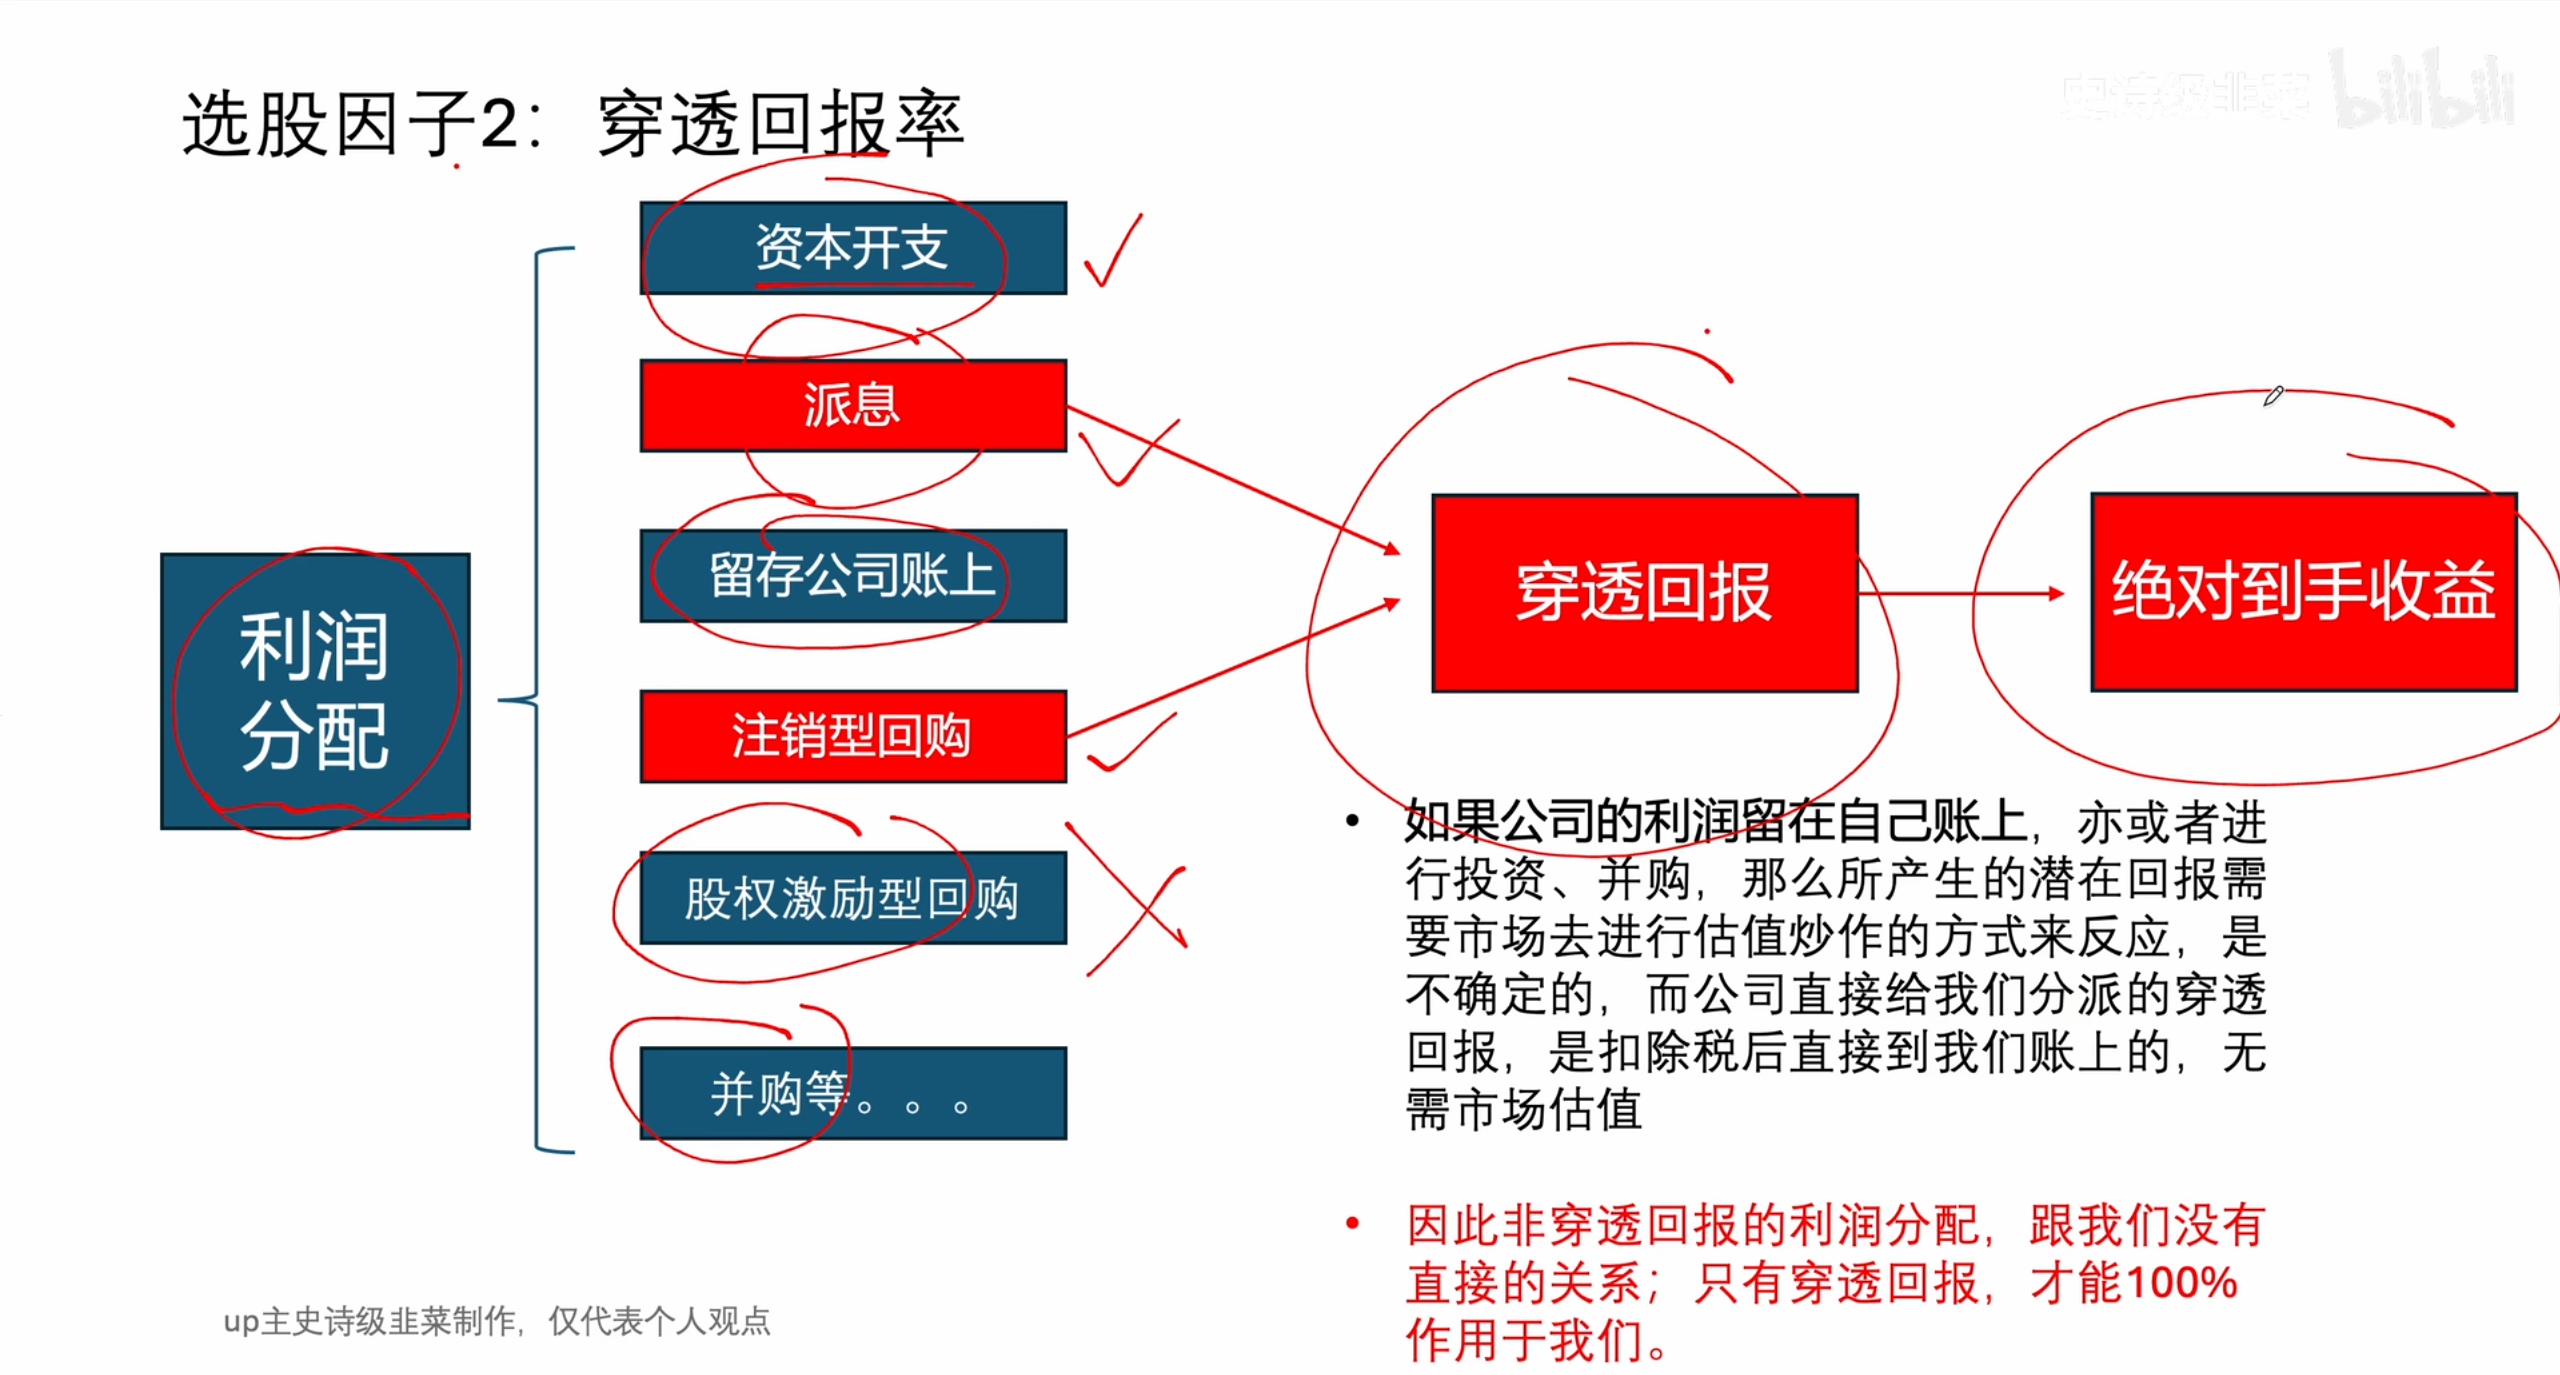 选股因子2：穿透回报率
史诗级韭菜 bilibili
资本开支
派息
留存公司账上
利润
分配
注销型回购
股权激励型回购
并购等。。。
穿透回报
绝对到手收益
• 如果公司的利润留在自己账上，亦或者进
行投资、并购，那么所产生的潜在回报需
要市场去进行估值炒作的方式来反应，是
不确定的，而公司直接给我们分派的穿透
回报，是扣除税后直接到我们账上的，无
需市场估值
• 因此非穿透回报的利润分配，跟我们没有
直接的关系；只有穿透回报，才能100%
作用于我们。
up主史诗级韭菜制作，仅代表个人观点